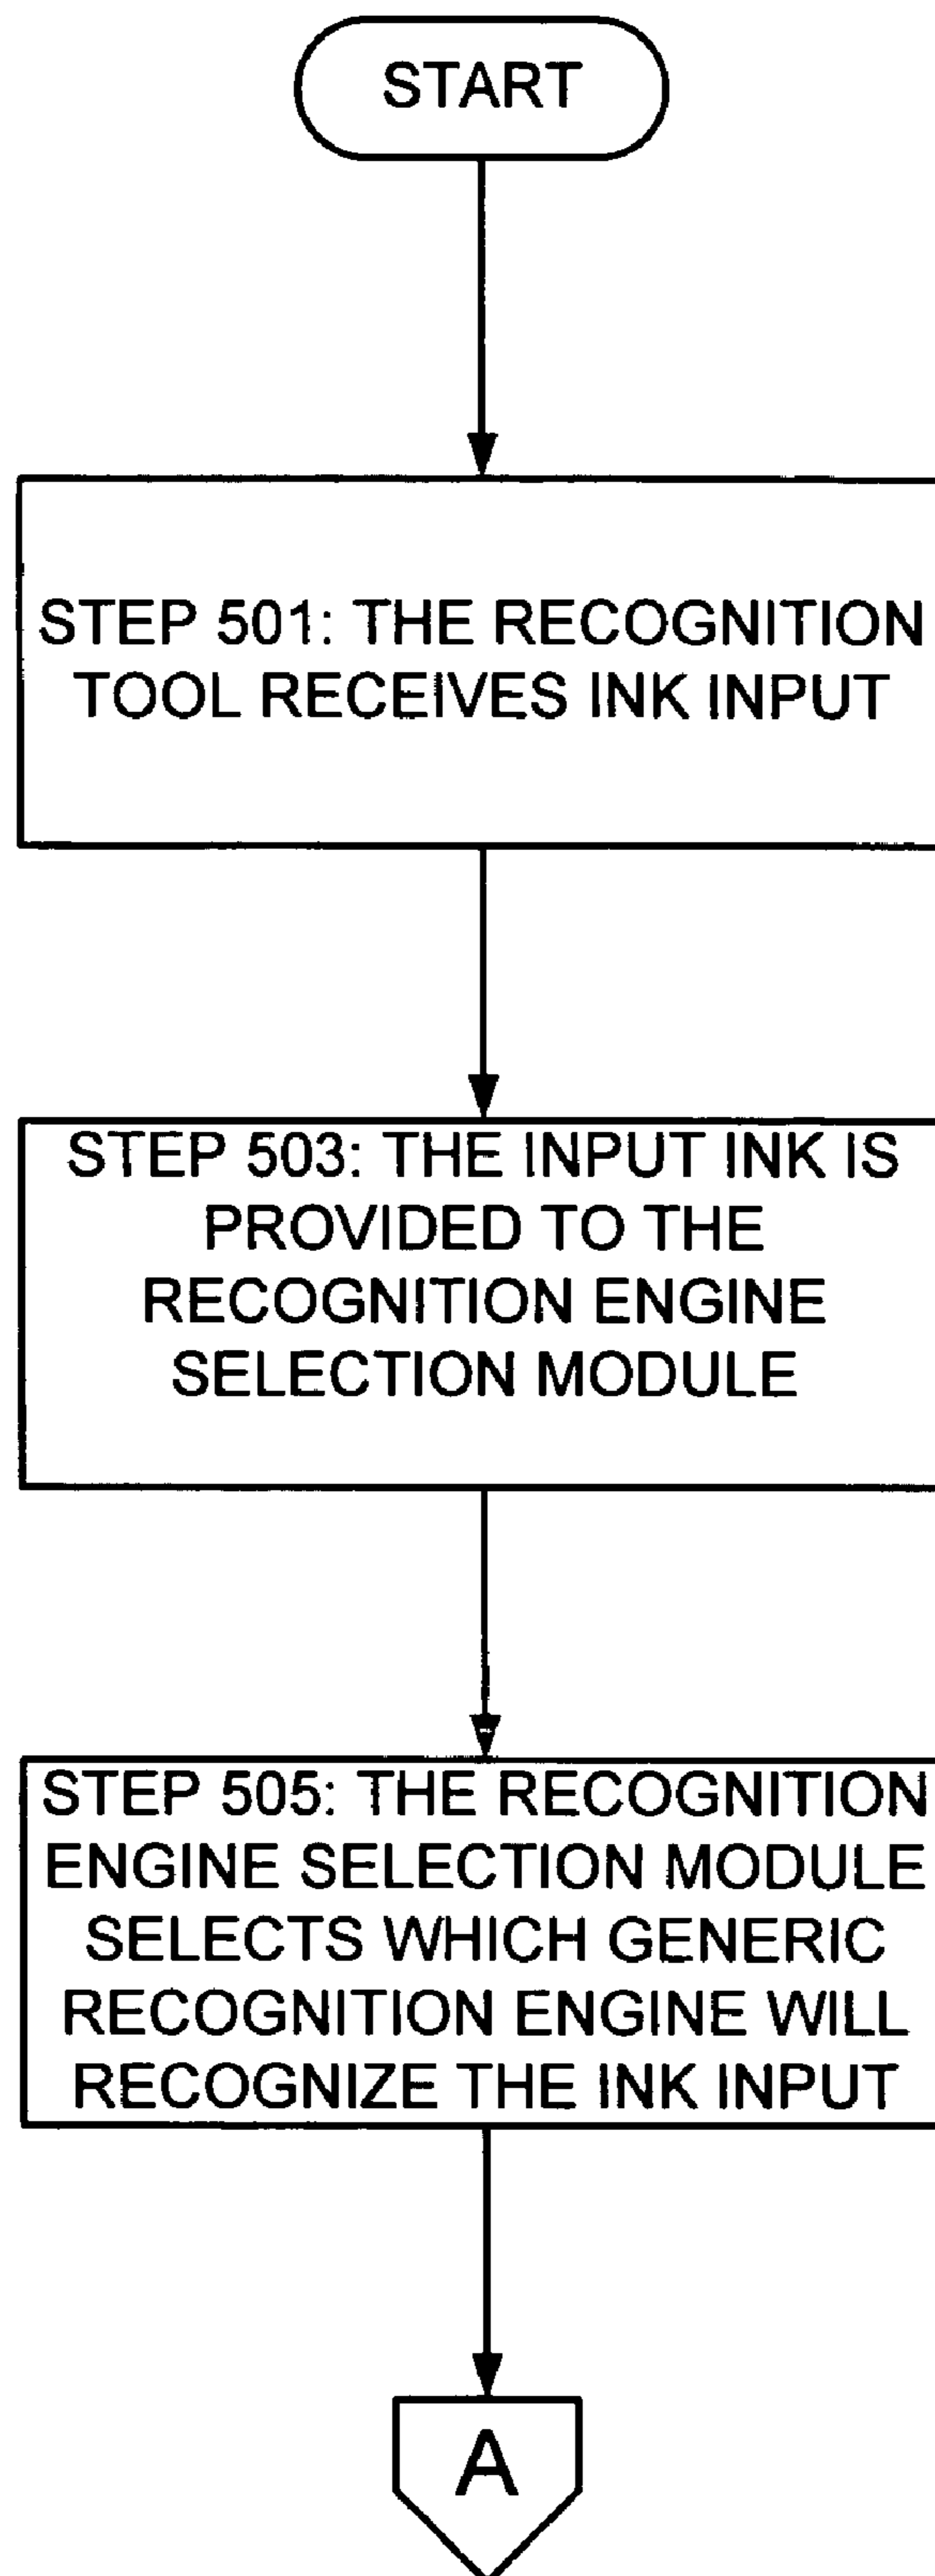 START
STEP 501: THE RECOGNITION
TOOL RECEIVES INK INPUT
STEP 503: THE INPUT INK IS
PROVIDED TO THE
RECOGNITION ENGINE
SELECTION MODULE
STEP 505: THE RECOGNITION
ENGINE SELECTION MODULE
SELECTS WHICH GENERIC
RECOGNITION ENGINE WILL
RECOGNIZE THE INK INPUT
A